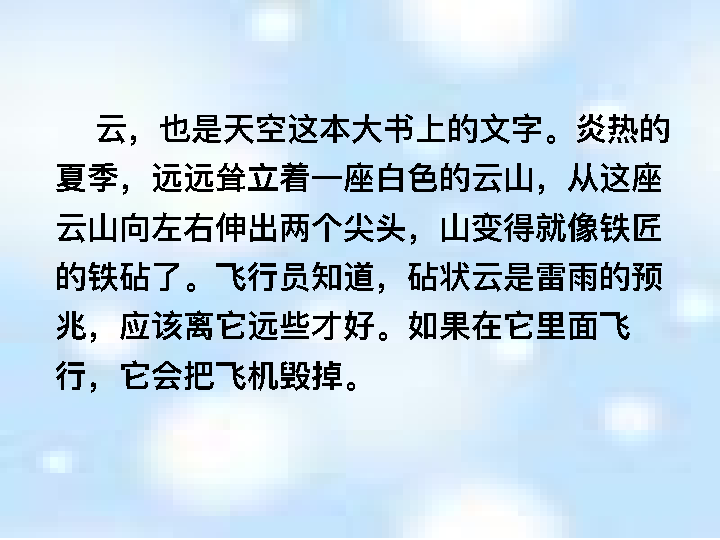 云，也是天空这本大书上的文字。炎热的
夏季，远远耸立着一座白色的云山，从这座
云山向左右伸出两个尖头，山变得就像铁匠
的铁砧了。飞行员知道，砧状云是雷雨的预
兆，应该离它远些才好。如果在它里面飞
行，它会把飞机毁掉。